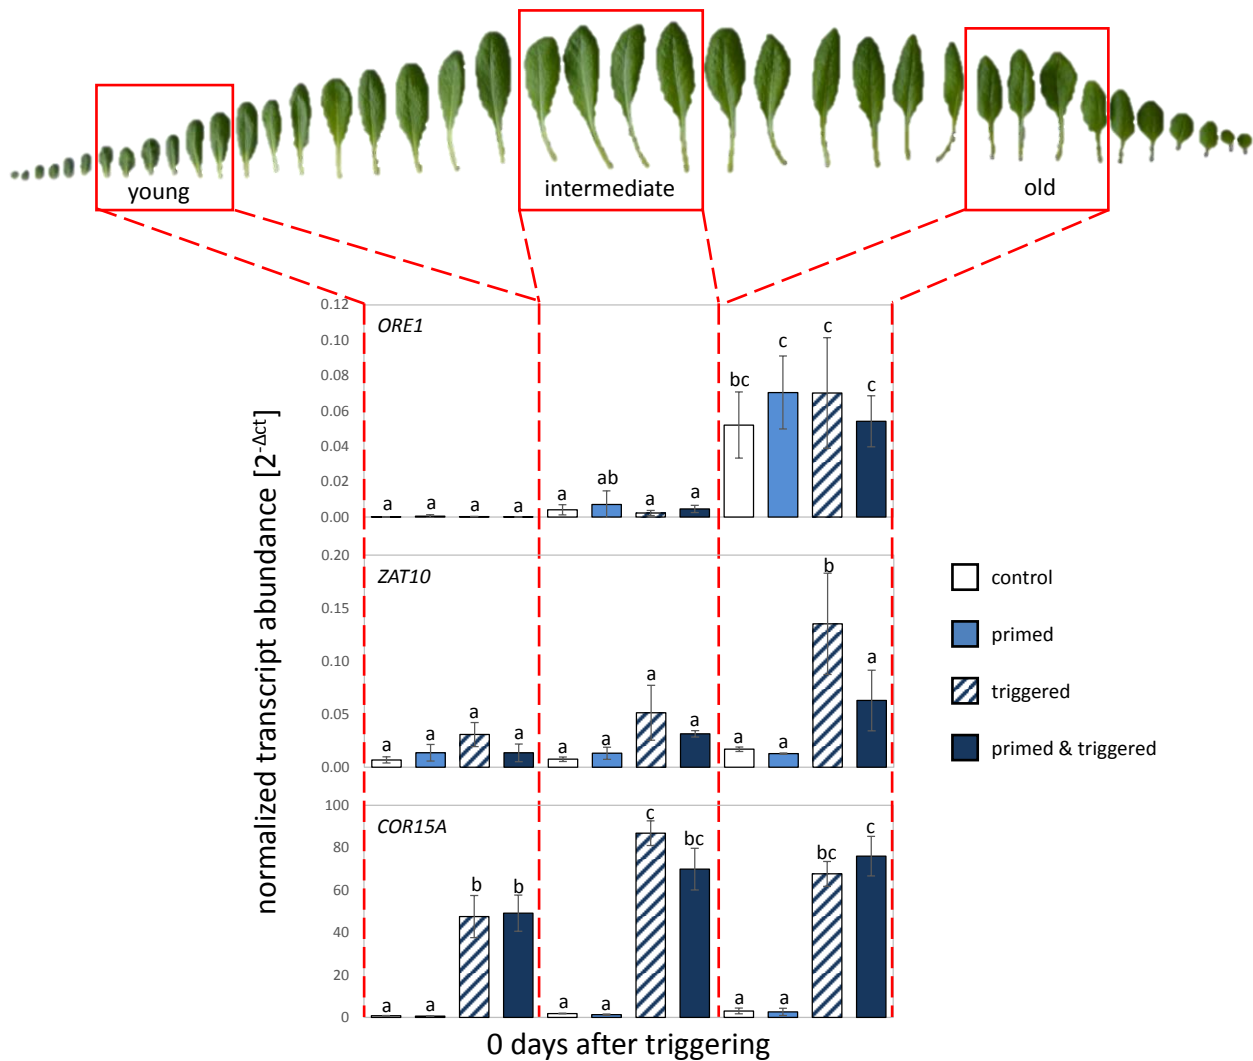 young
intermediate
old
normalized transcript abundance [2^-Δct]
0.12
0.10
0.08
0.06
0.04
0.02
0.00
ORE1
a a a a a ab a a bc c c c
0.20
0.15
0.10
0.05
0.00
ZAT10
a a a a a a a a a a b a
100
80
60
40
20
0
COR15A
a a b b a a c bc a a bc c
0 days after triggering
control
primed
triggered
primed & triggered